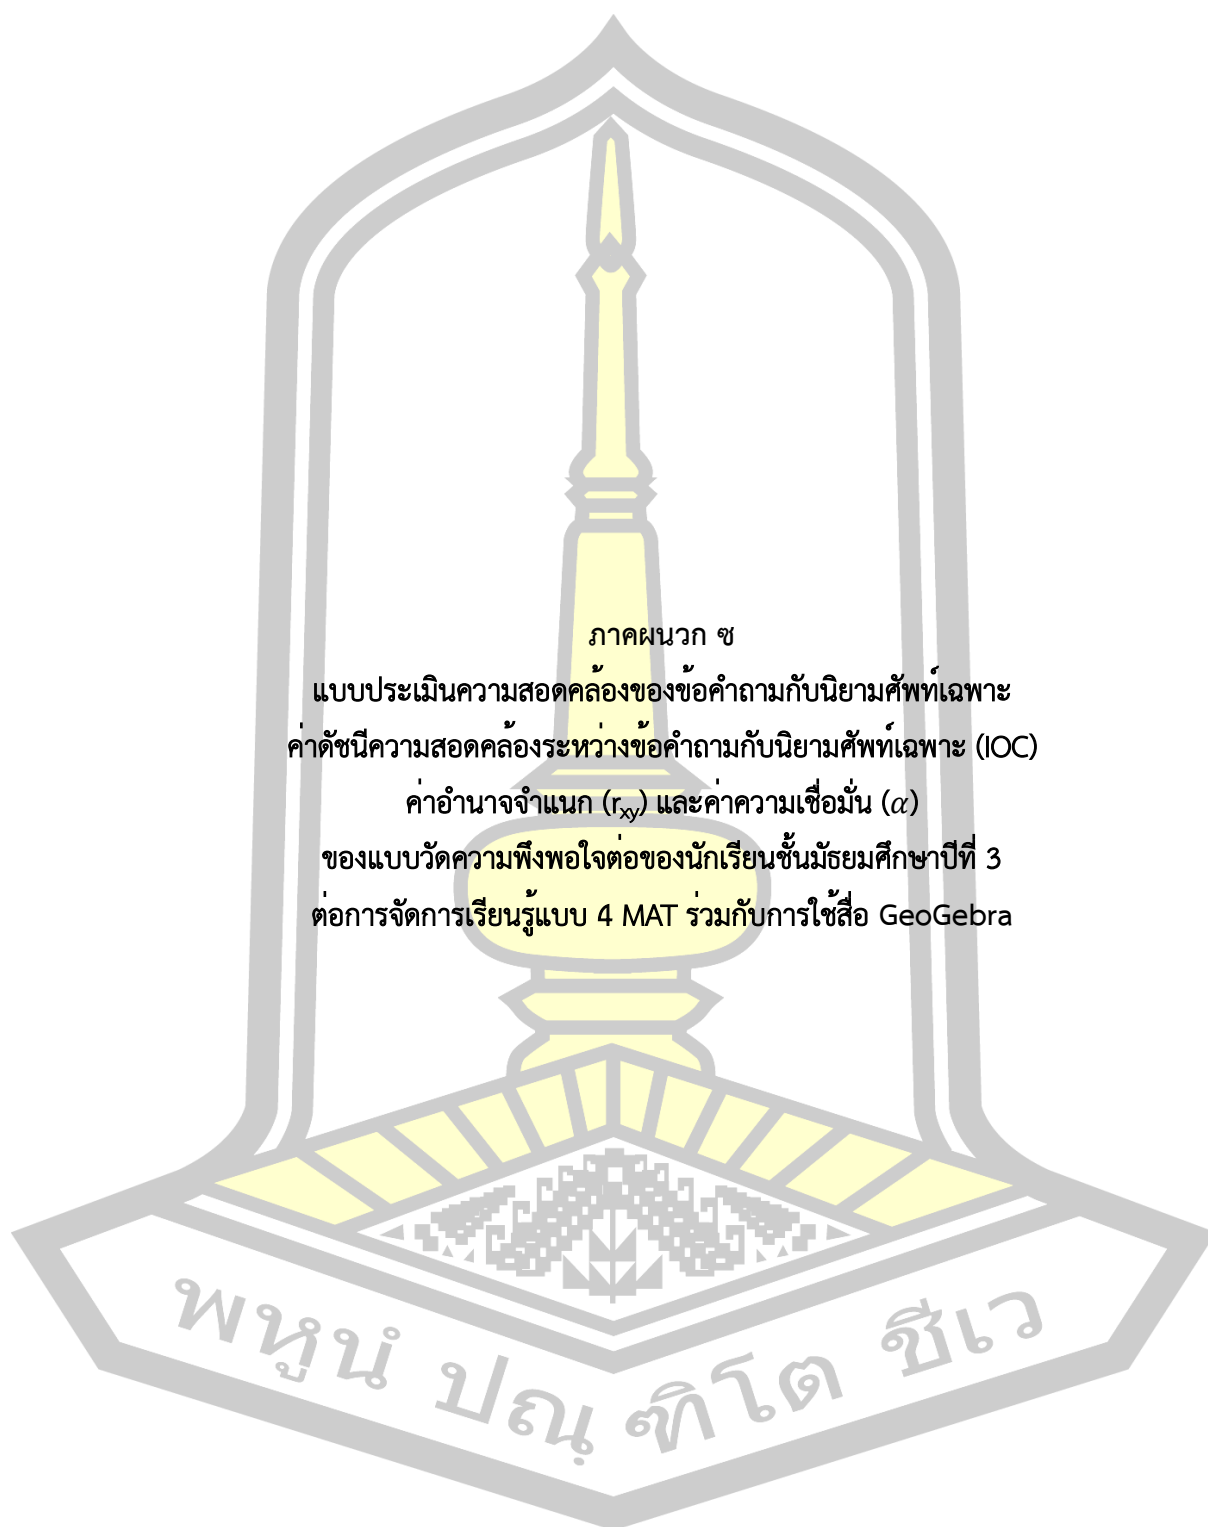 ภาคผนวก ซ
แบบประเมินความสอดคล้องของข้อคำถามกับนิยามศัพท์เฉพาะ
ค่าดัชนีความสอดคล้องระหว่างข้อคำถามกับนิยามศัพท์เฉพาะ (IOC)
ค่าอำนาจจำแนก (rxy) และค่าความเชื่อมั่น (α)
ของแบบวัดความพึงพอใจต่อของนักเรียนชั้นมัธยมศึกษาปีที่ 3
ต่อการจัดการเรียนรู้แบบ 4 MAT ร่วมกับการใช้สื่อ GeoGebra
พหูนํ ปณฺฑิโต ชีเว